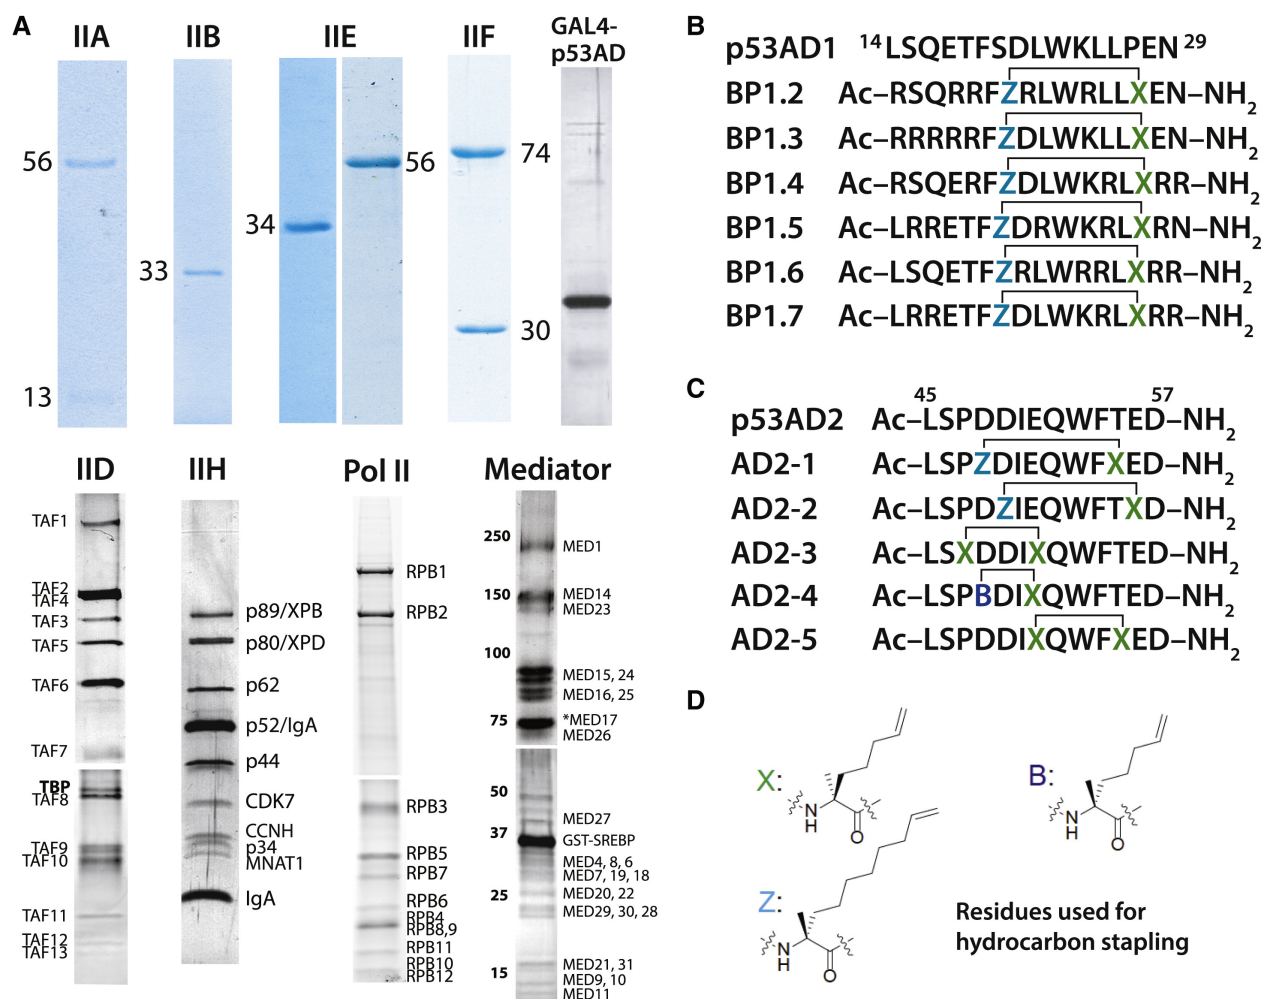 A
IIA
IIB
IIE
IIF
GAL4-
p53AD
56
13
33
34
56
74
30
IID
TAF1
TAF2
TAF4
TAF3
TAF5
TAF6
TAF7
TBP
TAF8
TAF9
TAF10
TAF11
TAF12
TAF13
IIH
p89/XPB
p80/XPD
p62
p52/IgA
p44
CDK7
CCNH
p34
MNAT1
IgA
Pol II
RPB1
RPB2
RPB3
RPB5
RPB7
RPB6
RPB4
RPB8,9
RPB11
RPB10
RPB12
Mediator
250
150
100
75
50
37
25
15
MED1
MED14
MED23
MED15, 24
MED16, 25
*MED17
MED26
MED27
GST-SREBP
MED4, 8, 6
MED7, 19, 18
MED20, 22
MED29, 30, 28
MED21, 31
MED9, 10
MED11
B
p53AD1 14LSQETFSDLWKLLPEN29
BP1.2 Ac–RSQRRFZRLWRLLXEN–NH2
BP1.3 Ac–RRRRRFZDLWKLLXEN–NH2
BP1.4 Ac–RSQERFZDLWKRLXRR–NH2
BP1.5 Ac–LRRETFZDRWKRLXRN–NH2
BP1.6 Ac–LSQETFZRLWRRLXRR–NH2
BP1.7 Ac–LRRETFZDLWKRLXRR–NH2
C
45 57
p53AD2 Ac–LSPDDIEQWFTED–NH2
AD2-1 Ac–LSPZDIEQWFXED–NH2
AD2-2 Ac–LSPDZIEQWFTXD–NH2
AD2-3 Ac–LSXDDIXQWFTED–NH2
AD2-4 Ac–LSPBDIXQWFTED–NH2
AD2-5 Ac–LSPDDIXQWFXED–NH2
D
X:
N
H
O
B:
N
H
O
Z:
N
H
O
Residues used for
hydrocarbon stapling